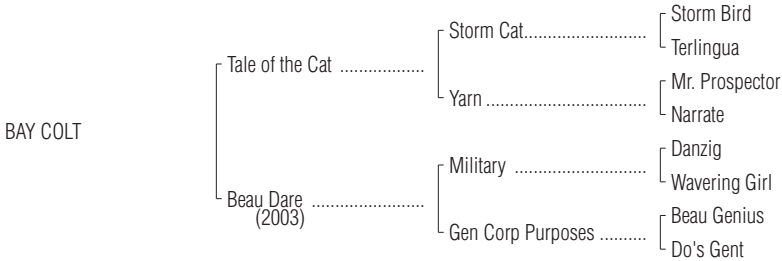 Storm Bird
Storm Cat........................
Terlingua
Tale of the Cat .................
Mr. Prospector
Yarn ................................
Narrate
BAY COLT
Danzig
Military ..........................
Wavering Girl
Beau Dare .......................
(2003)
Beau Genius
Gen Corp Purposes ..........
Do's Gent